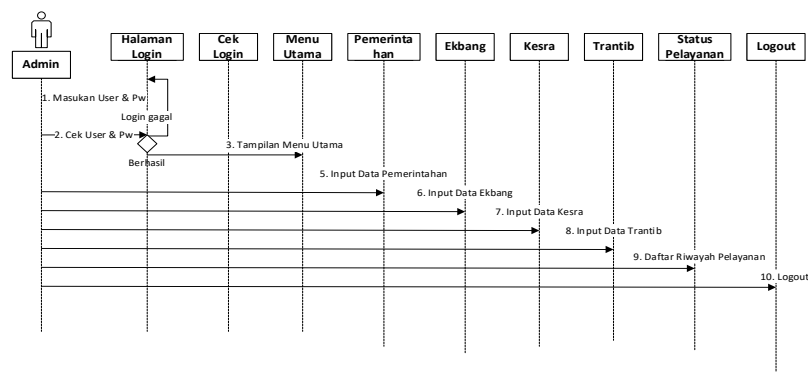 Admin
Halaman
Login
Cek
Login
Menu
Utama
Pemerinta
han
Ekbang
Kesra
Trantib
Status
Pelayanan
Logout
1. Masukan User & Pw
Login gagal
2. Cek User & Pw
3. Tampilan Menu Utama
Berhasil
5. Input Data Pemerintahan
6. Input Data Ekbang
7. Input Data Kesra
8. Input Data Trantib
9. Daftar Riwayah Pelayanan
10. Logout